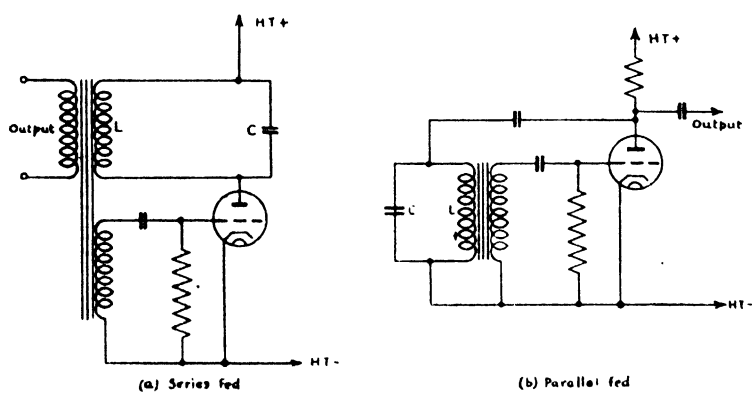 HT+
Output
L
C
HT-
(a) Series fed
HT+
Output
C
L
HT-
(b) Parallel fed